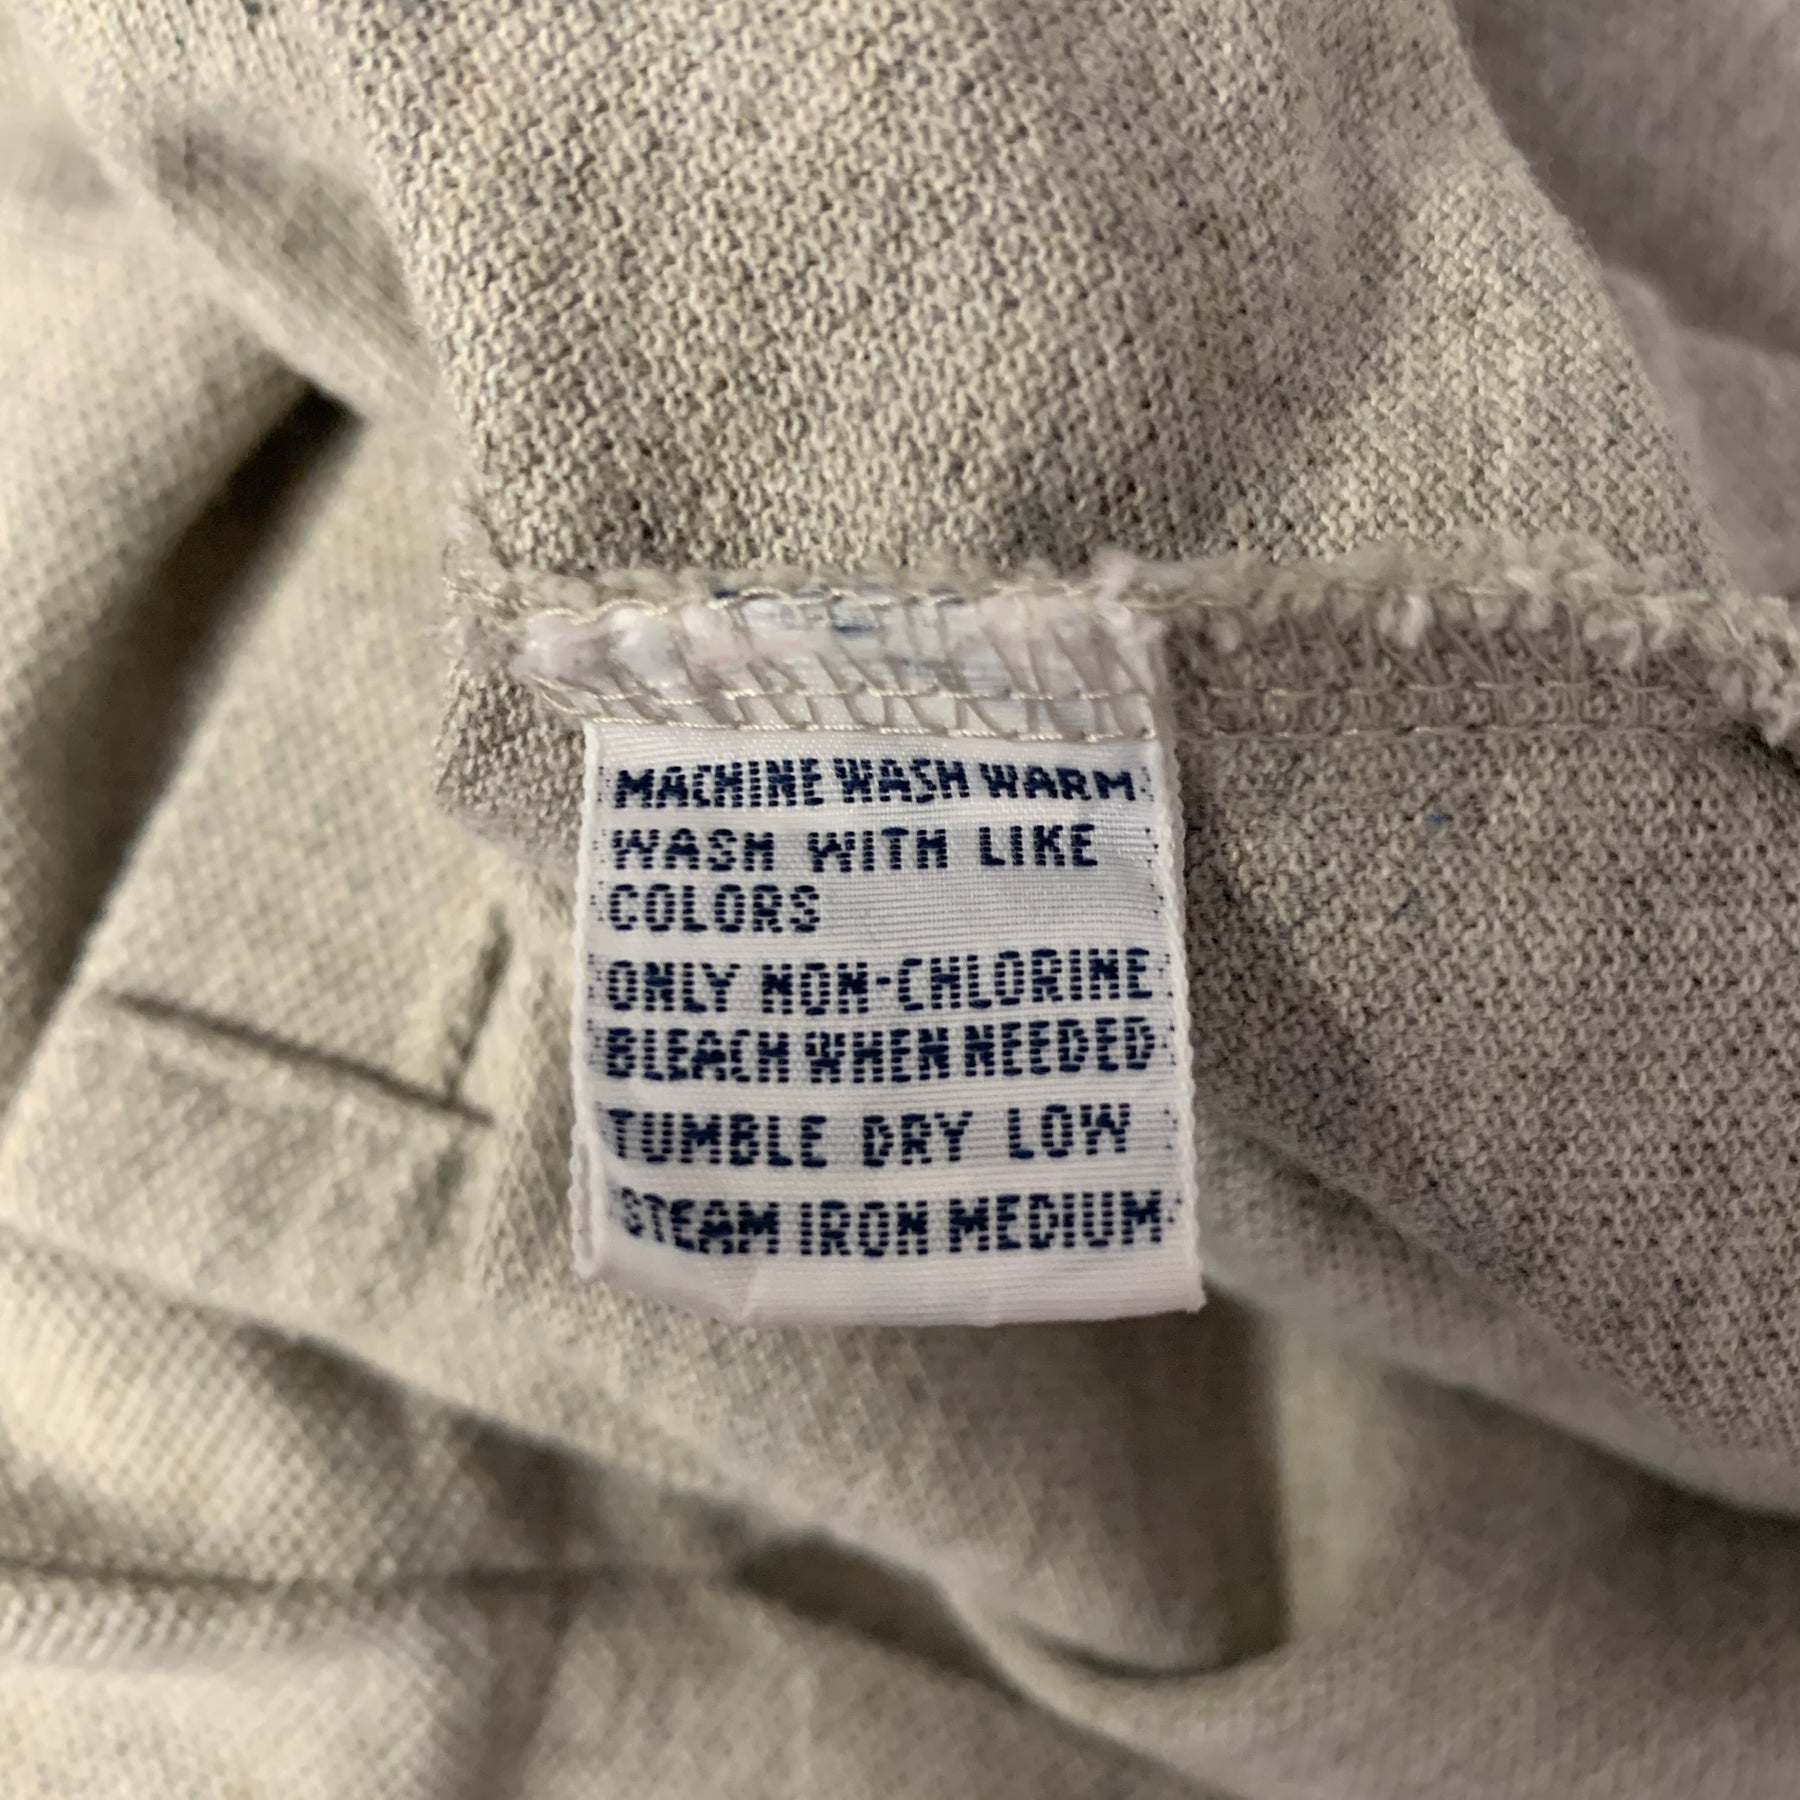 MACHINE WASH WARM
WASH WITH LIKE
COLORS
ONLY NON-CHLORINE
BLEACH WHEN NEEDED
TUMBLE DRY LOW
STEAM IRON MEDIUM